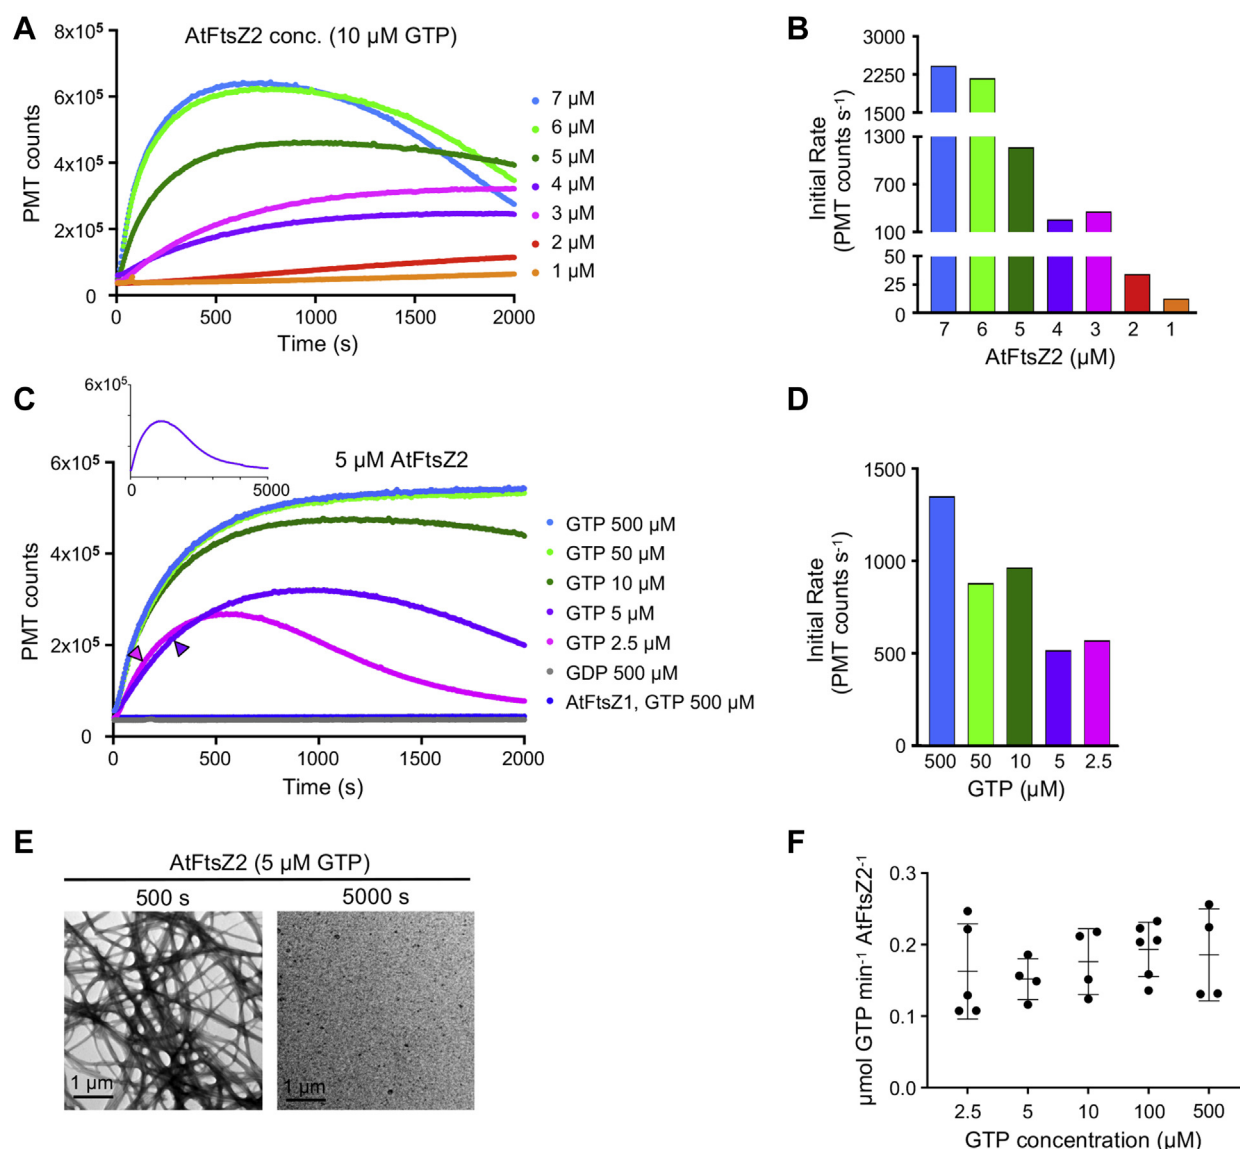 A
AtFtsZ2 conc. (10 µM GTP)
PMT counts
8x10⁵
6x10⁵
4x10⁵
2x10⁵
0
0 500 1000 1500 2000
Time (s)
7 µM
6 µM
5 µM
4 µM
3 µM
2 µM
1 µM
B
Initial Rate
(PMT counts s⁻¹)
3000
2250
1500
1300
700
100
50
25
0
7 6 5 4 3 2 1
AtFtsZ2 (µM)
C
6x10⁵
0 5000
5 µM AtFtsZ2
PMT counts
6x10⁵
4x10⁵
2x10⁵
0
0 500 1000 1500 2000
Time (s)
GTP 500 µM
GTP 50 µM
GTP 10 µM
GTP 5 µM
GTP 2.5 µM
GDP 500 µM
AtFtsZ1, GTP 500 µM
D
Initial Rate
(PMT counts s⁻¹)
1500
1000
500
0
500 50 10 5 2.5
GTP (µM)
E
AtFtsZ2 (5 µM GTP)
500 s 5000 s
1 µm 1 µm
F
µmol GTP min⁻¹ AtFtsZ2⁻¹
0.3
0.2
0.1
0.0
2.5 5 10 100 500
GTP concentration (µM)